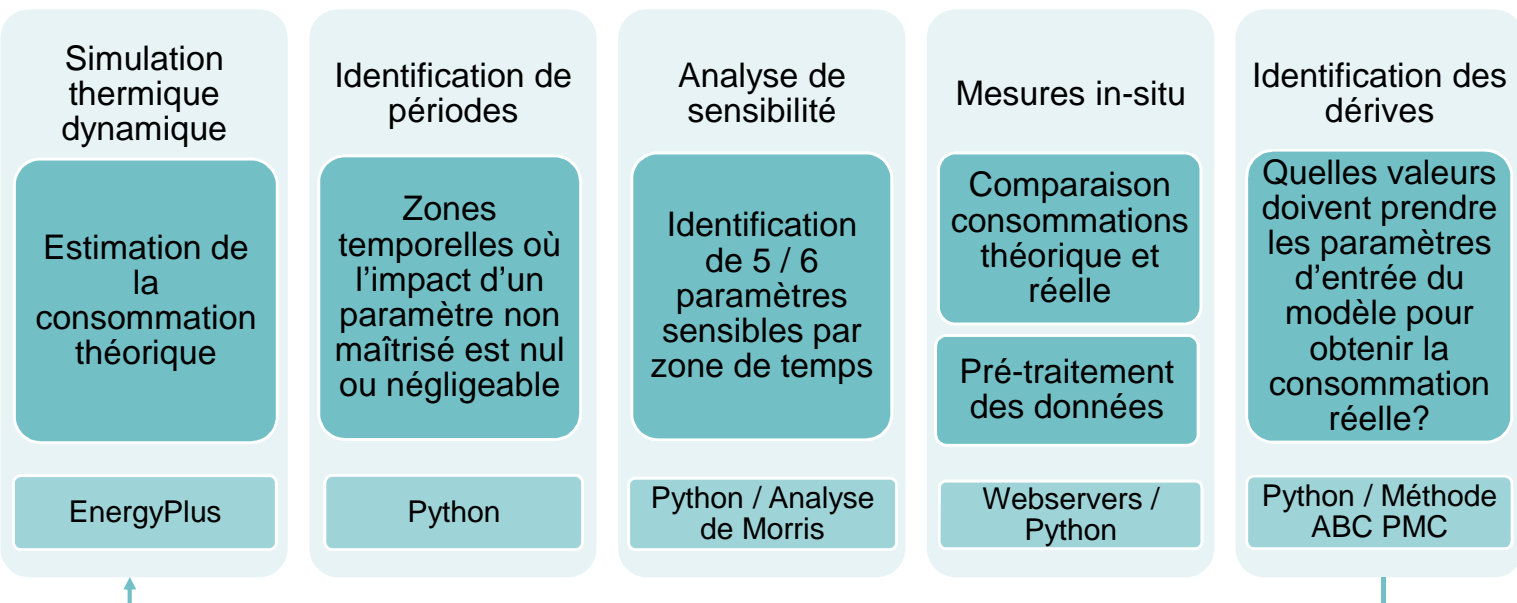 Simulation
thermique
dynamique
Estimation de
la
consommation
théorique
EnergyPlus
Identification de
périodes
Zones
temporelles où
l'impact d'un
paramètre non
maîtrisé est nul
ou négligeable
Python
Analyse de
sensibilité
Identification
de 5 / 6
paramètres
sensibles par
zone de temps
Python / Analyse
de Morris
Mesures in-situ
Comparaison
consommations
théorique et
réelle
Pré-traitement
des données
Webservers /
Python
Identification des
dérives
Quelles valeurs
doivent prendre
les paramètres
d'entrée du
modèle pour
obtenir la
consommation
réelle?
Python / Méthode
ABC PMC